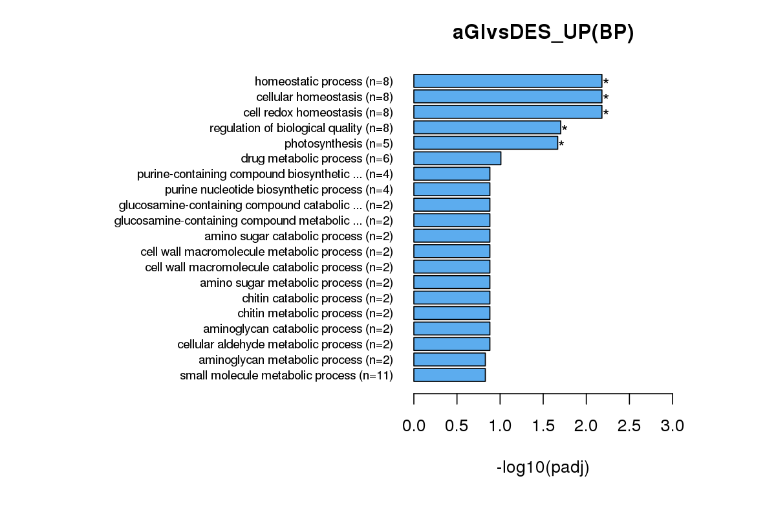 aGIvsDES_UP(BP)
homeostatic process (n=8)
*
cellular homeostasis (n=8)
*
cell redox homeostasis (n=8)
*
regulation of biological quality (n=8)
*
photosynthesis (n=5)
*
drug metabolic process (n=6)
purine-containing compound biosynthetic ... (n=4)
purine nucleotide biosynthetic process (n=4)
glucosamine-containing compound catabolic ... (n=2)
glucosamine-containing compound metabolic ... (n=2)
amino sugar catabolic process (n=2)
cell wall macromolecule metabolic process (n=2)
cell wall macromolecule catabolic process (n=2)
amino sugar metabolic process (n=2)
chitin catabolic process (n=2)
chitin metabolic process (n=2)
aminoglycan catabolic process (n=2)
cellular aldehyde metabolic process (n=2)
aminoglycan metabolic process (n=2)
small molecule metabolic process (n=11)
0.0 0.5 1.0 1.5 2.0 2.5 3.0
-log10(padj)